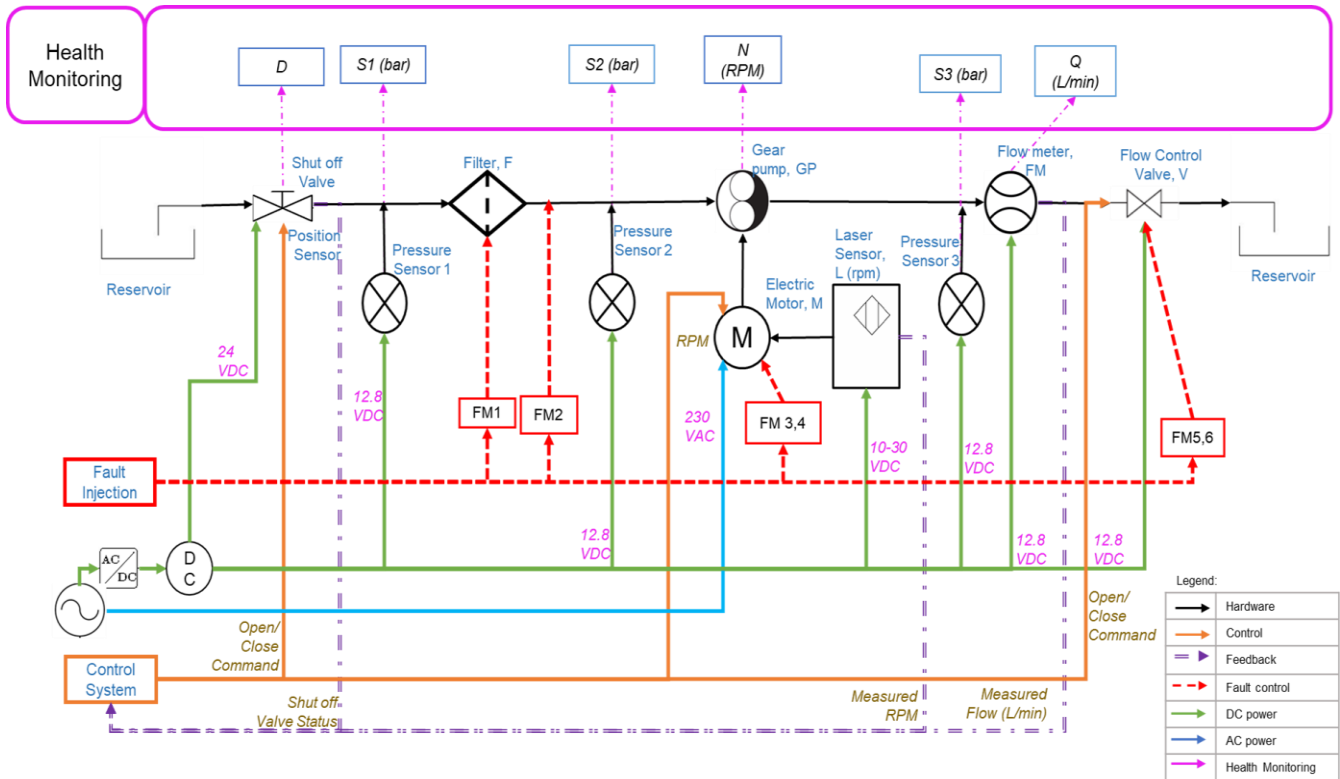 Health
Monitoring
D
S1 (bar)
S2 (bar)
N
(RPM)
S3 (bar)
Q
(L/min)
Shut off
Valve
Filter, F
Gear
pump, GP
Flow meter,
FM
Flow Control
Valve, V
Position
Sensor
Pressure
Sensor 1
Pressure
Sensor 2
Laser
Sensor,
L (rpm)
Pressure
Sensor 3
Reservoir
Reservoir
Electric
Motor, M
RPM
M
24
VDC
12.8
VDC
FM1
FM2
230
VAC
FM 3,4
10-30
VDC
12.8
VDC
FM5,6
Fault
Injection
12.8
VDC
12.8
VDC
12.8
VDC
AC
DC
D
C
Open/
Close
Command
Open/
Close
Command
Control
System
Shut off
Valve Status
Measured
RPM
Measured
Flow (L/min)
Legend:
Hardware
Control
Feedback
Fault control
DC power
AC power
Health Monitoring